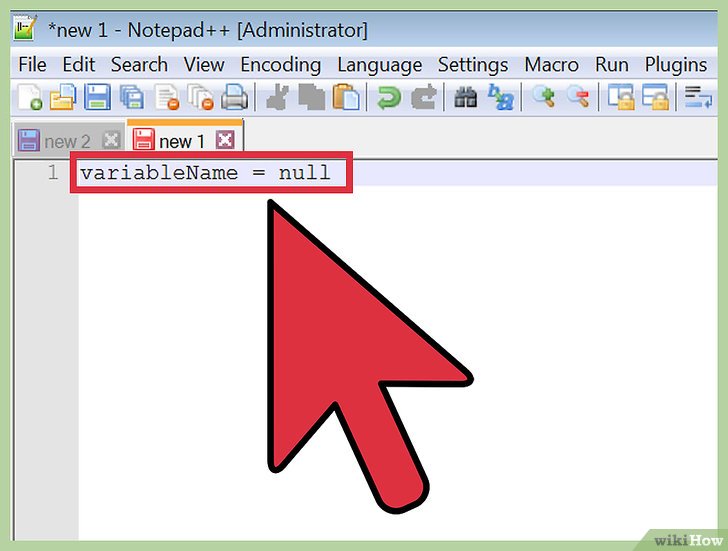 *new 1 - Notepad++ [Administrator]
File Edit Search View Encoding Language Settings Macro Run Plugins
new 2 new 1
1 variableName = null
wikiHow